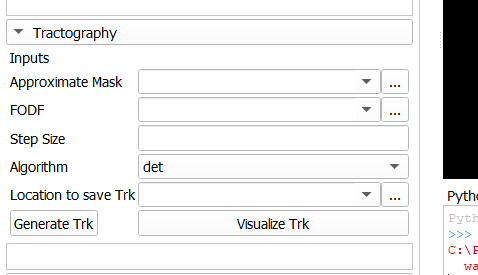 Tractography
Inputs
Approximate Mask ...
FODF ...
Step Size
Algorithm det
Location to save Trk ...
Generate Trk Visualize Trk
Pytho
Pyth
>>>
C:\P
wa